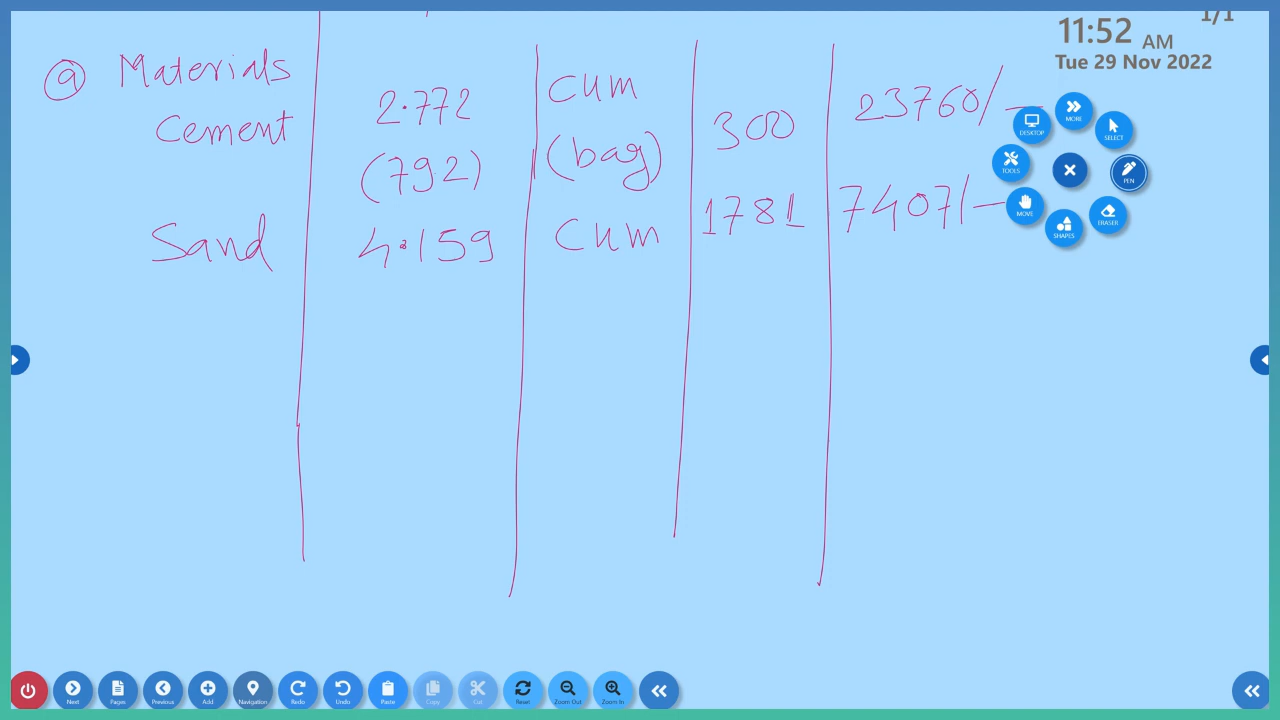 1/1
11:52 AM
Tue 29 Nov 2022
a Materials
Cement 2.772 cum 300 23760/-
(792) (bag)
Sand 4.159 cum 1781 7407/-
DESKTOP
MORE
SELECT
TOOLS
PEN
MOVE
SHAPES
ERASER
Next Pages Previous Add Navigation Redo Undo Paste Copy Cut Reset Zoom Out Zoom In